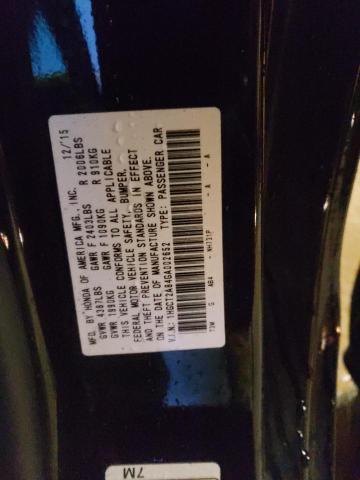 MFD. BY HONDA OF AMERICA MFG., INC. 12/'15
GVWR 4387LBS GAWR F 2403LBS R 2006LBS
GVWR 1990KG GAWR F 1090KG R 910KG
THIS VEHICLE CONFORMS TO ALL APPLICABLE
FEDERAL MOTOR VEHICLE SAFETY, BUMPER,
AND THEFT PREVENTION STANDARDS IN EFFECT
ON THE DATE OF MANUFACTURE SHOWN ABOVE.
V.I.N.: TYPE: PASSENGER CAR
A - A
7M